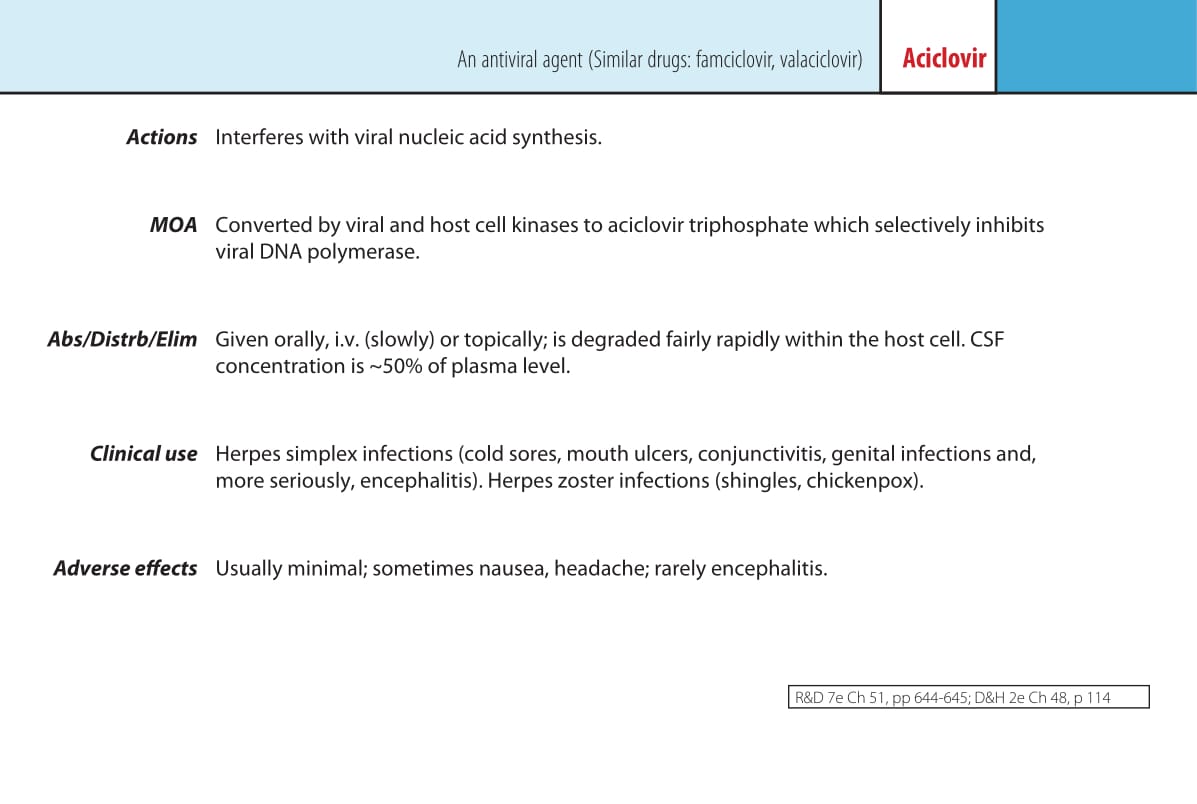 An antiviral agent (Similar drugs: famciclovir, valaciclovir) Aciclovir
Actions Interferes with viral nucleic acid synthesis.
MOA Converted by viral and host cell kinases to aciclovir triphosphate which selectively inhibits
viral DNA polymerase.
Abs/Distrb/Elim Given orally, i.v. (slowly) or topically; is degraded fairly rapidly within the host cell. CSF
concentration is ~50% of plasma level.
Clinical use Herpes simplex infections (cold sores, mouth ulcers, conjunctivitis, genital infections and,
more seriously, encephalitis). Herpes zoster infections (shingles, chickenpox).
Adverse effects Usually minimal; sometimes nausea, headache; rarely encephalitis.
R&D 7e Ch 51, pp 644-645; D&H 2e Ch 48, p 114